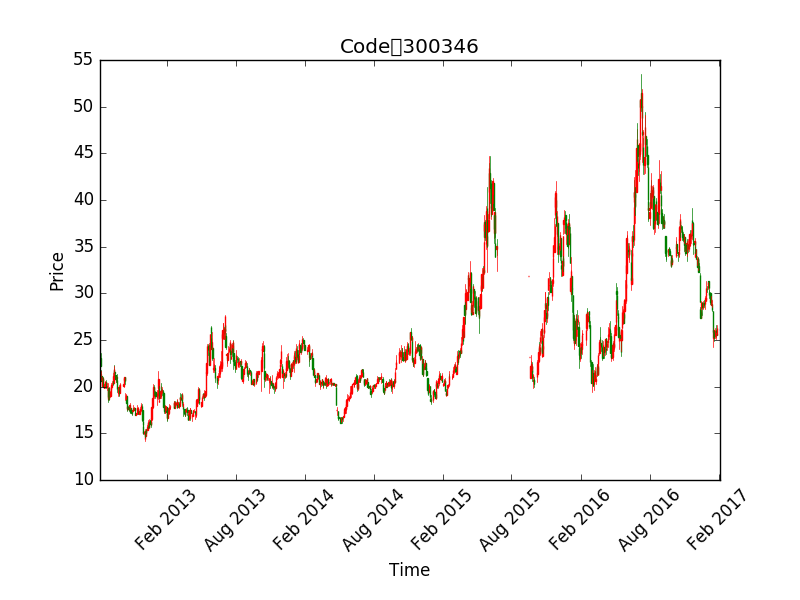 Code▯300346
55
50
45
40
35
30
25
20
15
10
Price
Feb 2013
Aug 2013
Feb 2014
Aug 2014
Feb 2015
Aug 2015
Feb 2016
Aug 2016
Feb 2017
Time